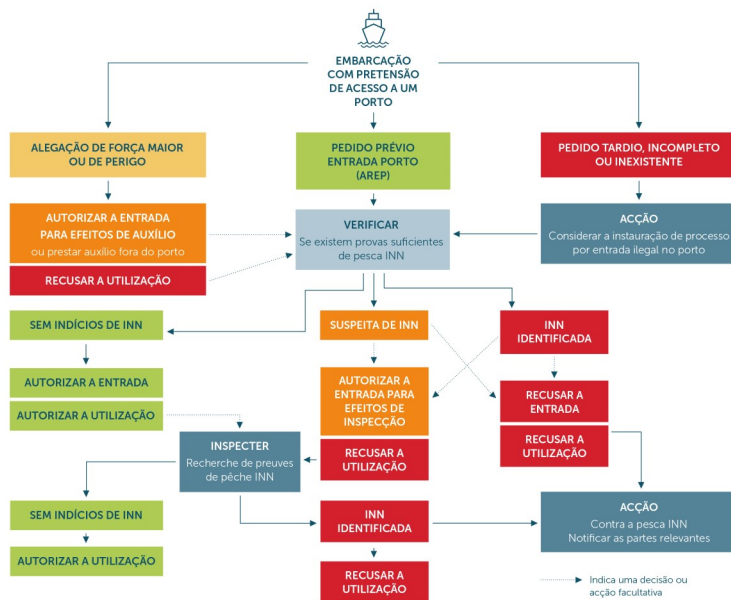 EMBARCAÇÃO
COM PRETENSÃO
DE ACESSO A UM
PORTO
ALEGAÇÃO DE FORÇA MAIOR
OU DE PERIGO
PEDIDO PRÉVIO
ENTRADA PORTO
(AREP)
PEDIDO TARDIO, INCOMPLETO
OU INEXISTENTE
AUTORIZAR A ENTRADA
PARA EFEITOS DE AUXÍLIO
ou prestar auxílio fora do porto
RECUSAR A UTILIZAÇÃO
VERIFICAR
Se existem provas suficientes
de pesca INN
ACÇÃO
Considerar a instauração de processo
por entrada ilegal no porto
SEM INDÍCIOS DE INN
SUSPEITA DE INN
INN
IDENTIFICADA
AUTORIZAR A ENTRADA
AUTORIZAR A UTILIZAÇÃO
AUTORIZAR A
ENTRADA PARA
EFEITOS DE
INSPECÇÃO
RECUSAR A
UTILIZAÇÃO
RECUSAR A
ENTRADA
RECUSAR A
UTILIZAÇÃO
INSPECTER
Recherche de preuves
de pêche INN
SEM INDÍCIOS DE INN
AUTORIZAR A UTILIZAÇÃO
INN
IDENTIFICADA
RECUSAR A
UTILIZAÇÃO
ACÇÃO
Contra a pesca INN
Notificar as partes relevantes
Indica uma decisão ou
acção facultativa